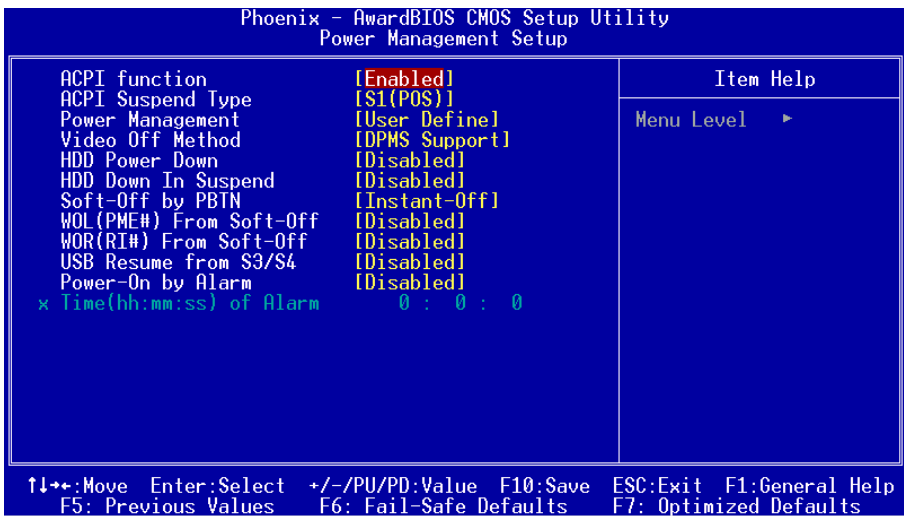 Phoenix - AwardBIOS CMOS Setup Utility
Power Management Setup
ACPI function [Enabled]
ACPI Suspend Type [S1(POS)]
Power Management [User Define]
Video Off Method [DPMS Support]
HDD Power Down [Disabled]
HDD Down In Suspend [Disabled]
Soft-Off by PBTN [Instant-Off]
WOL(PME#) From Soft-Off [Disabled]
WOR(RI#) From Soft-Off [Disabled]
USB Resume from S3/S4 [Disabled]
Power-On by Alarm [Disabled]
x Time(hh:mm:ss) of Alarm 0 : 0 : 0
Item Help
Menu Level ►
↑↓→←:Move Enter:Select +/-/PU/PD:Value F10:Save ESC:Exit F1:General Help
F5: Previous Values F6: Fail-Safe Defaults F7: Optimized Defaults